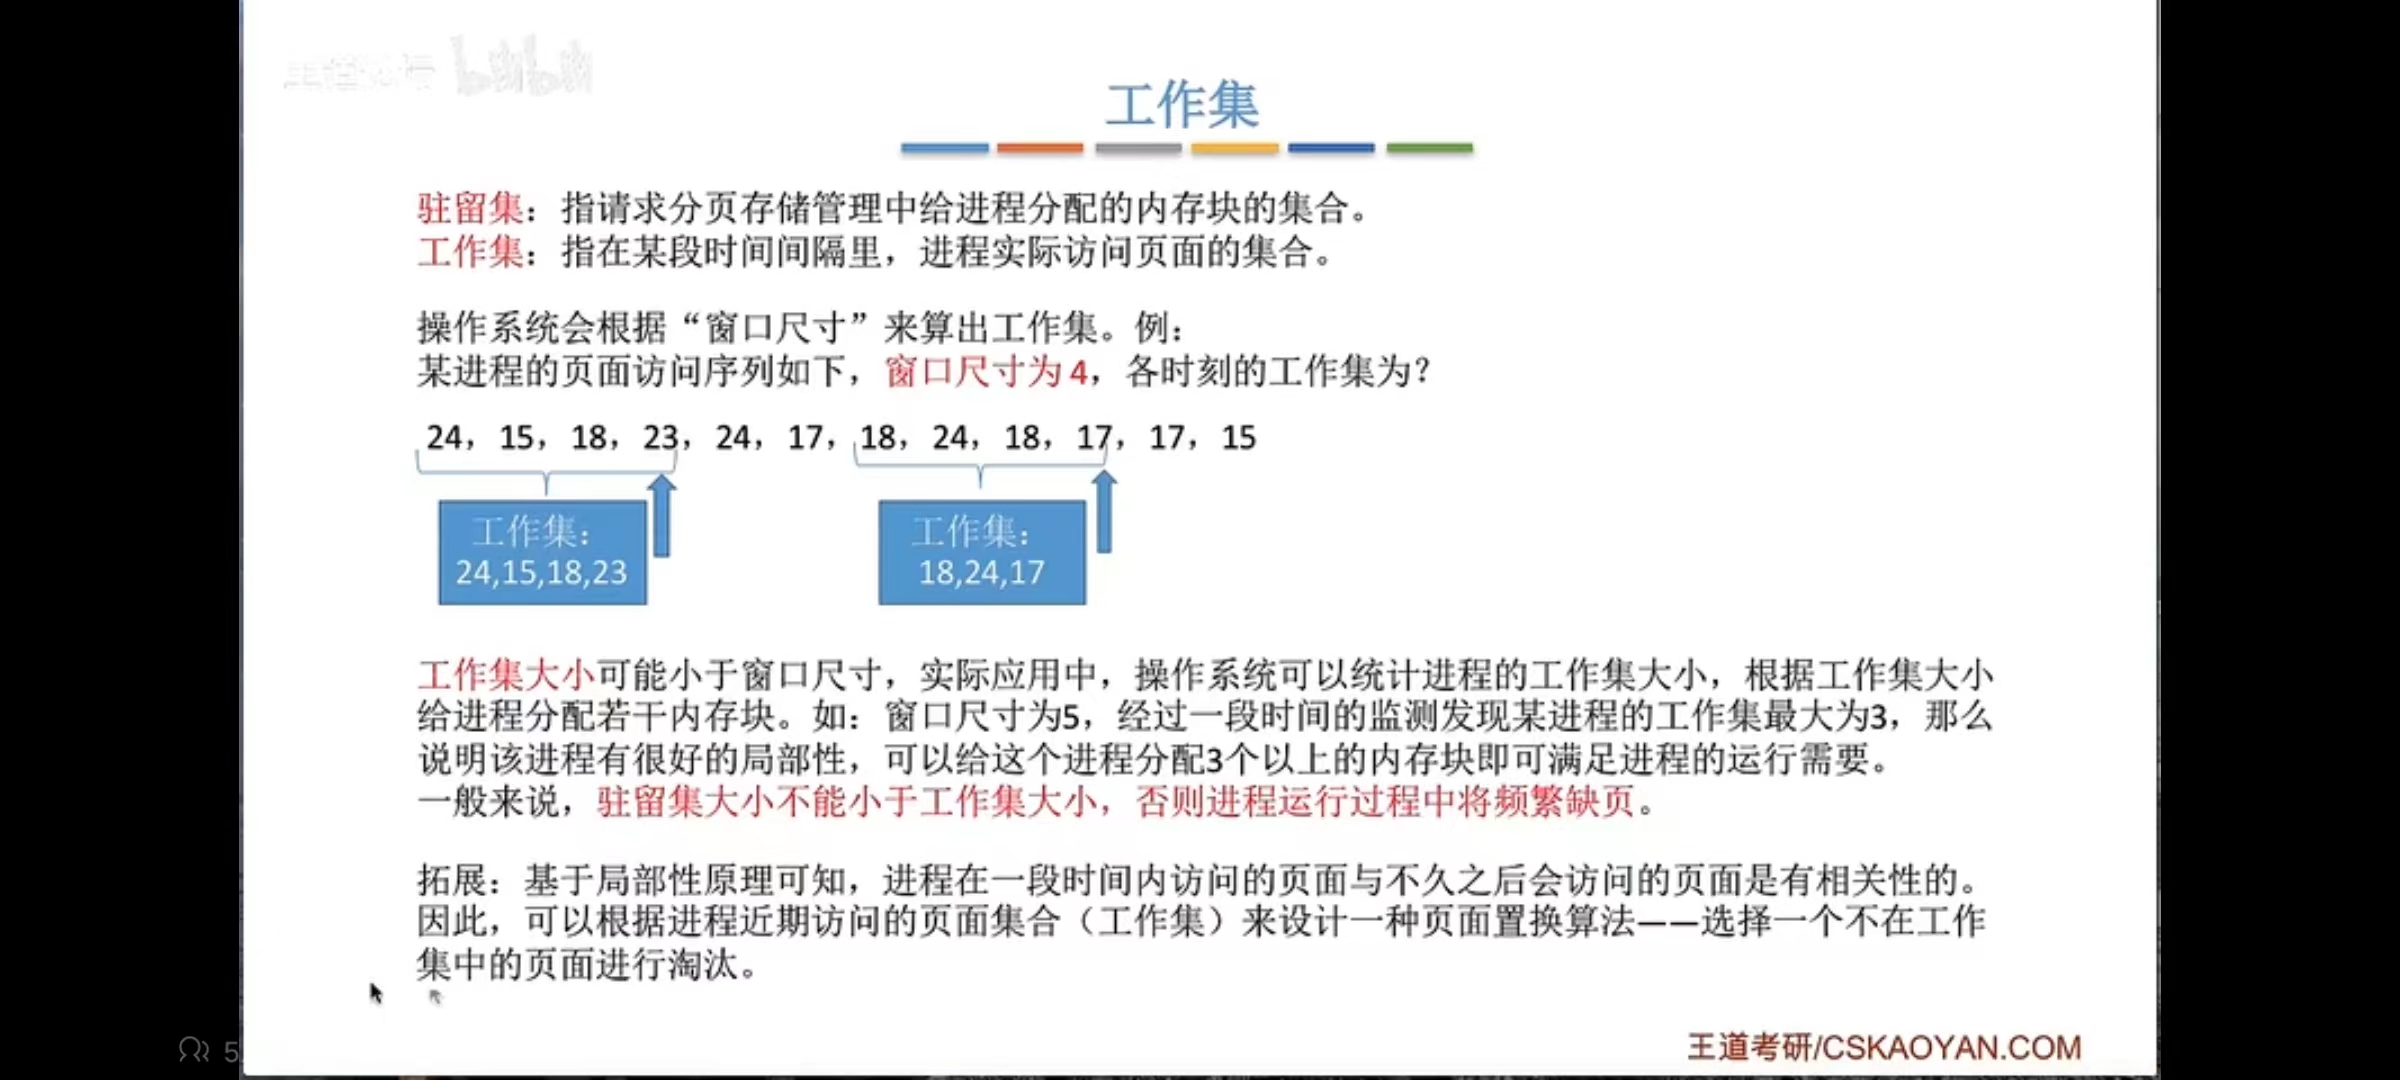 工作集
驻留集：指请求分页存储管理中给进程分配的内存块的集合。
工作集：指在某段时间间隔里，进程实际访问页面的集合。
操作系统会根据“窗口尺寸”来算出工作集。例：
某进程的页面访问序列如下，窗口尺寸为 4，各时刻的工作集为？
24，15，18，23，24，17，18，24，18，17，17，15
工作集：
24,15,18,23
工作集：
18,24,17
工作集大小可能小于窗口尺寸，实际应用中，操作系统可以统计进程的工作集大小，根据工作集大小
给进程分配若干内存块。如：窗口尺寸为5，经过一段时间的监测发现某进程的工作集最大为3，那么
说明该进程有很好的局部性，可以给这个进程分配3个以上的内存块即可满足进程的运行需要。
一般来说，驻留集大小不能小于工作集大小，否则进程运行过程中将频繁缺页。
拓展：基于局部性原理可知，进程在一段时间内访问的页面与不久之后会访问的页面是有相关性的。
因此，可以根据进程近期访问的页面集合（工作集）来设计一种页面置换算法——选择一个不在工作
集中的页面进行淘汰。
王道考研/CSKAOYAN.COM